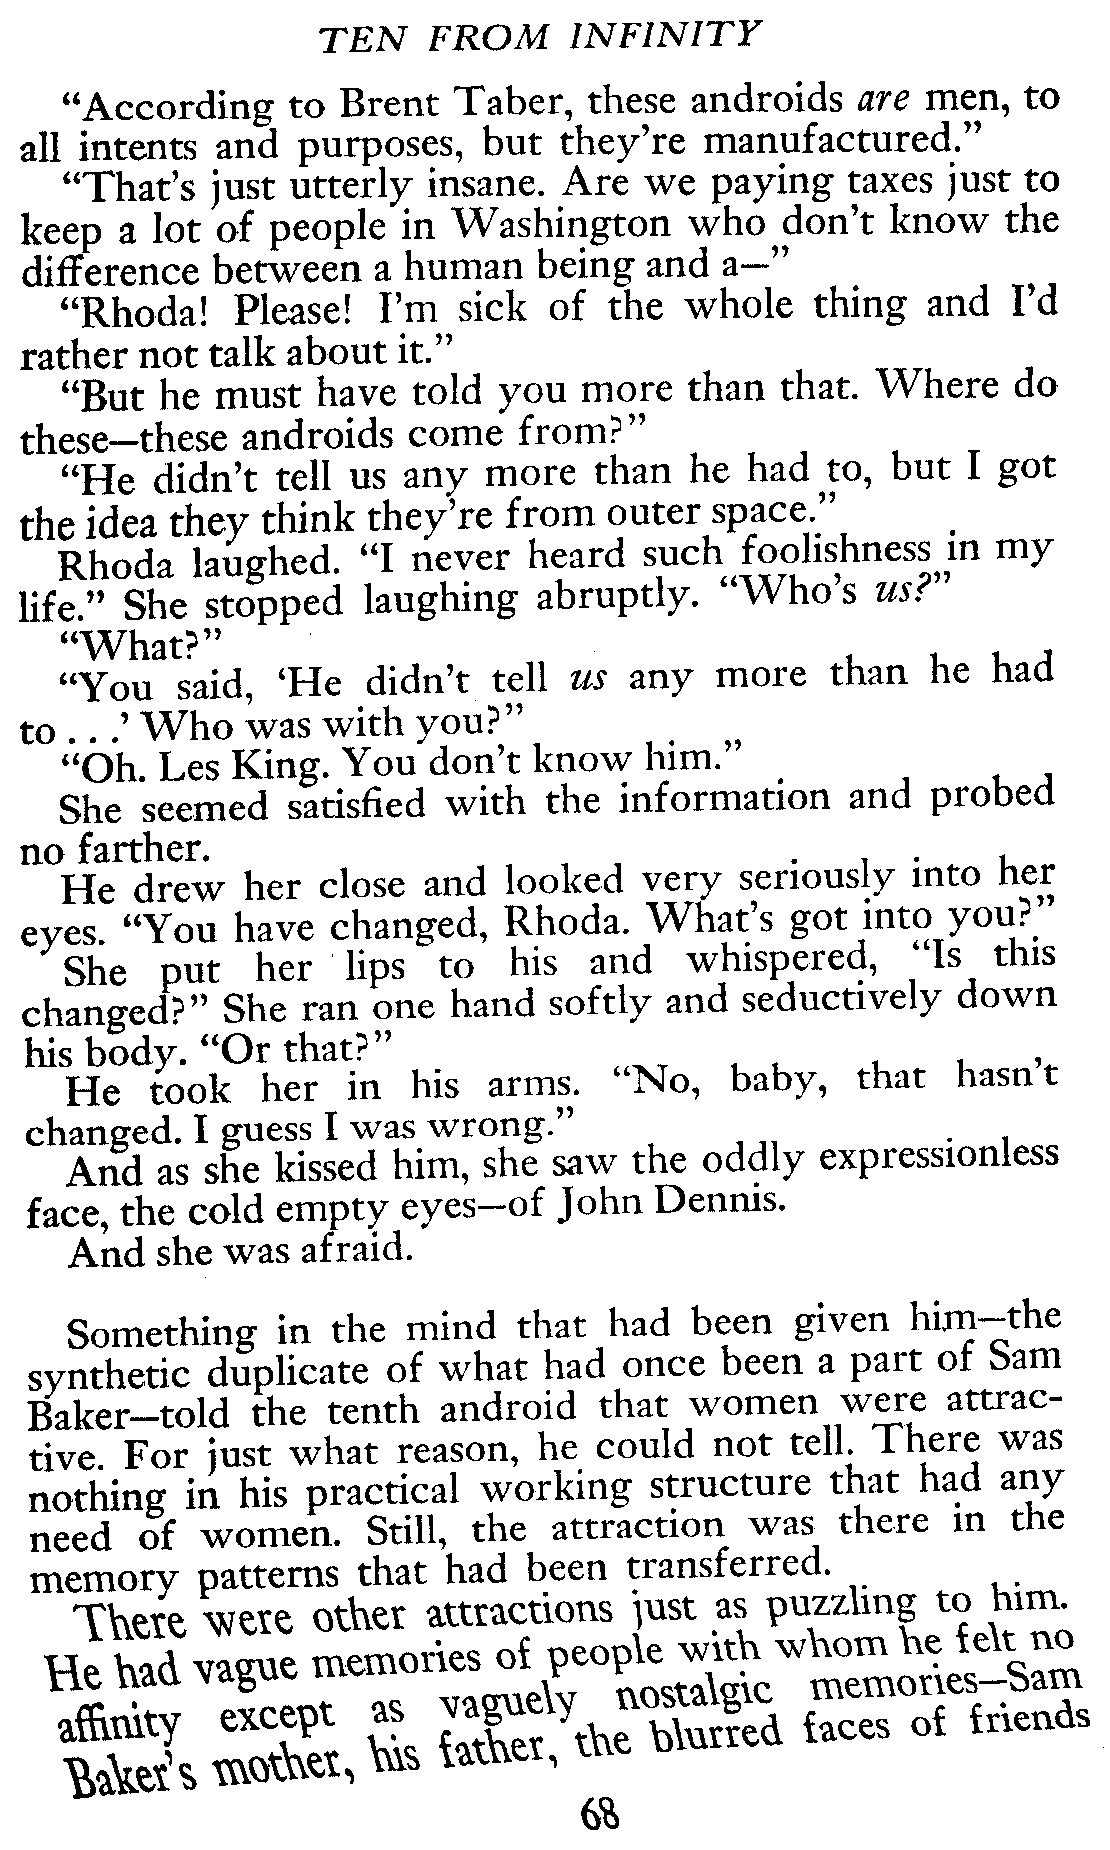 TEN FROM INFINITY
“According to Brent Taber, these androids are men, to
all intents and purposes, but they’re manufactured.”
“That’s just utterly insane. Are we paying taxes just to
keep a lot of people in Washington who don’t know the
difference between a human being and a—”
“Rhoda! Please! I’m sick of the whole thing and I’d
rather not talk about it.”
“But he must have told you more than that. Where do
these—these androids come from?”
“He didn’t tell us any more than he had to, but I got
the idea they think they’re from outer space.”
Rhoda laughed. “I never heard such foolishness in my
life.” She stopped laughing abruptly. “Who’s us?”
“What?”
“You said, ‘He didn’t tell us any more than he had
to . . .’ Who was with you?”
“Oh. Les King. You don’t know him.”
She seemed satisfied with the information and probed
no farther.
He drew her close and looked very seriously into her
eyes. “You have changed, Rhoda. What’s got into you?”
She put her lips to his and whispered, “Is this
changed?” She ran one hand softly and seductively down
his body. “Or that?”
He took her in his arms. “No, baby, that hasn’t
changed. I guess I was wrong.”
And as she kissed him, she saw the oddly expressionless
face, the cold empty eyes—of John Dennis.
And she was afraid.
Something in the mind that had been given him—the
synthetic duplicate of what had once been a part of Sam
Baker—told the tenth android that women were attrac-
tive. For just what reason, he could not tell. There was
nothing in his practical working structure that had any
need of women. Still, the attraction was there in the
memory patterns that had been transferred.
There were other attractions just as puzzling to him.
He had vague memories of people with whom he felt no
affinity except as vaguely nostalgic memories—Sam
Baker’s mother, his father, the blurred faces of friends
68